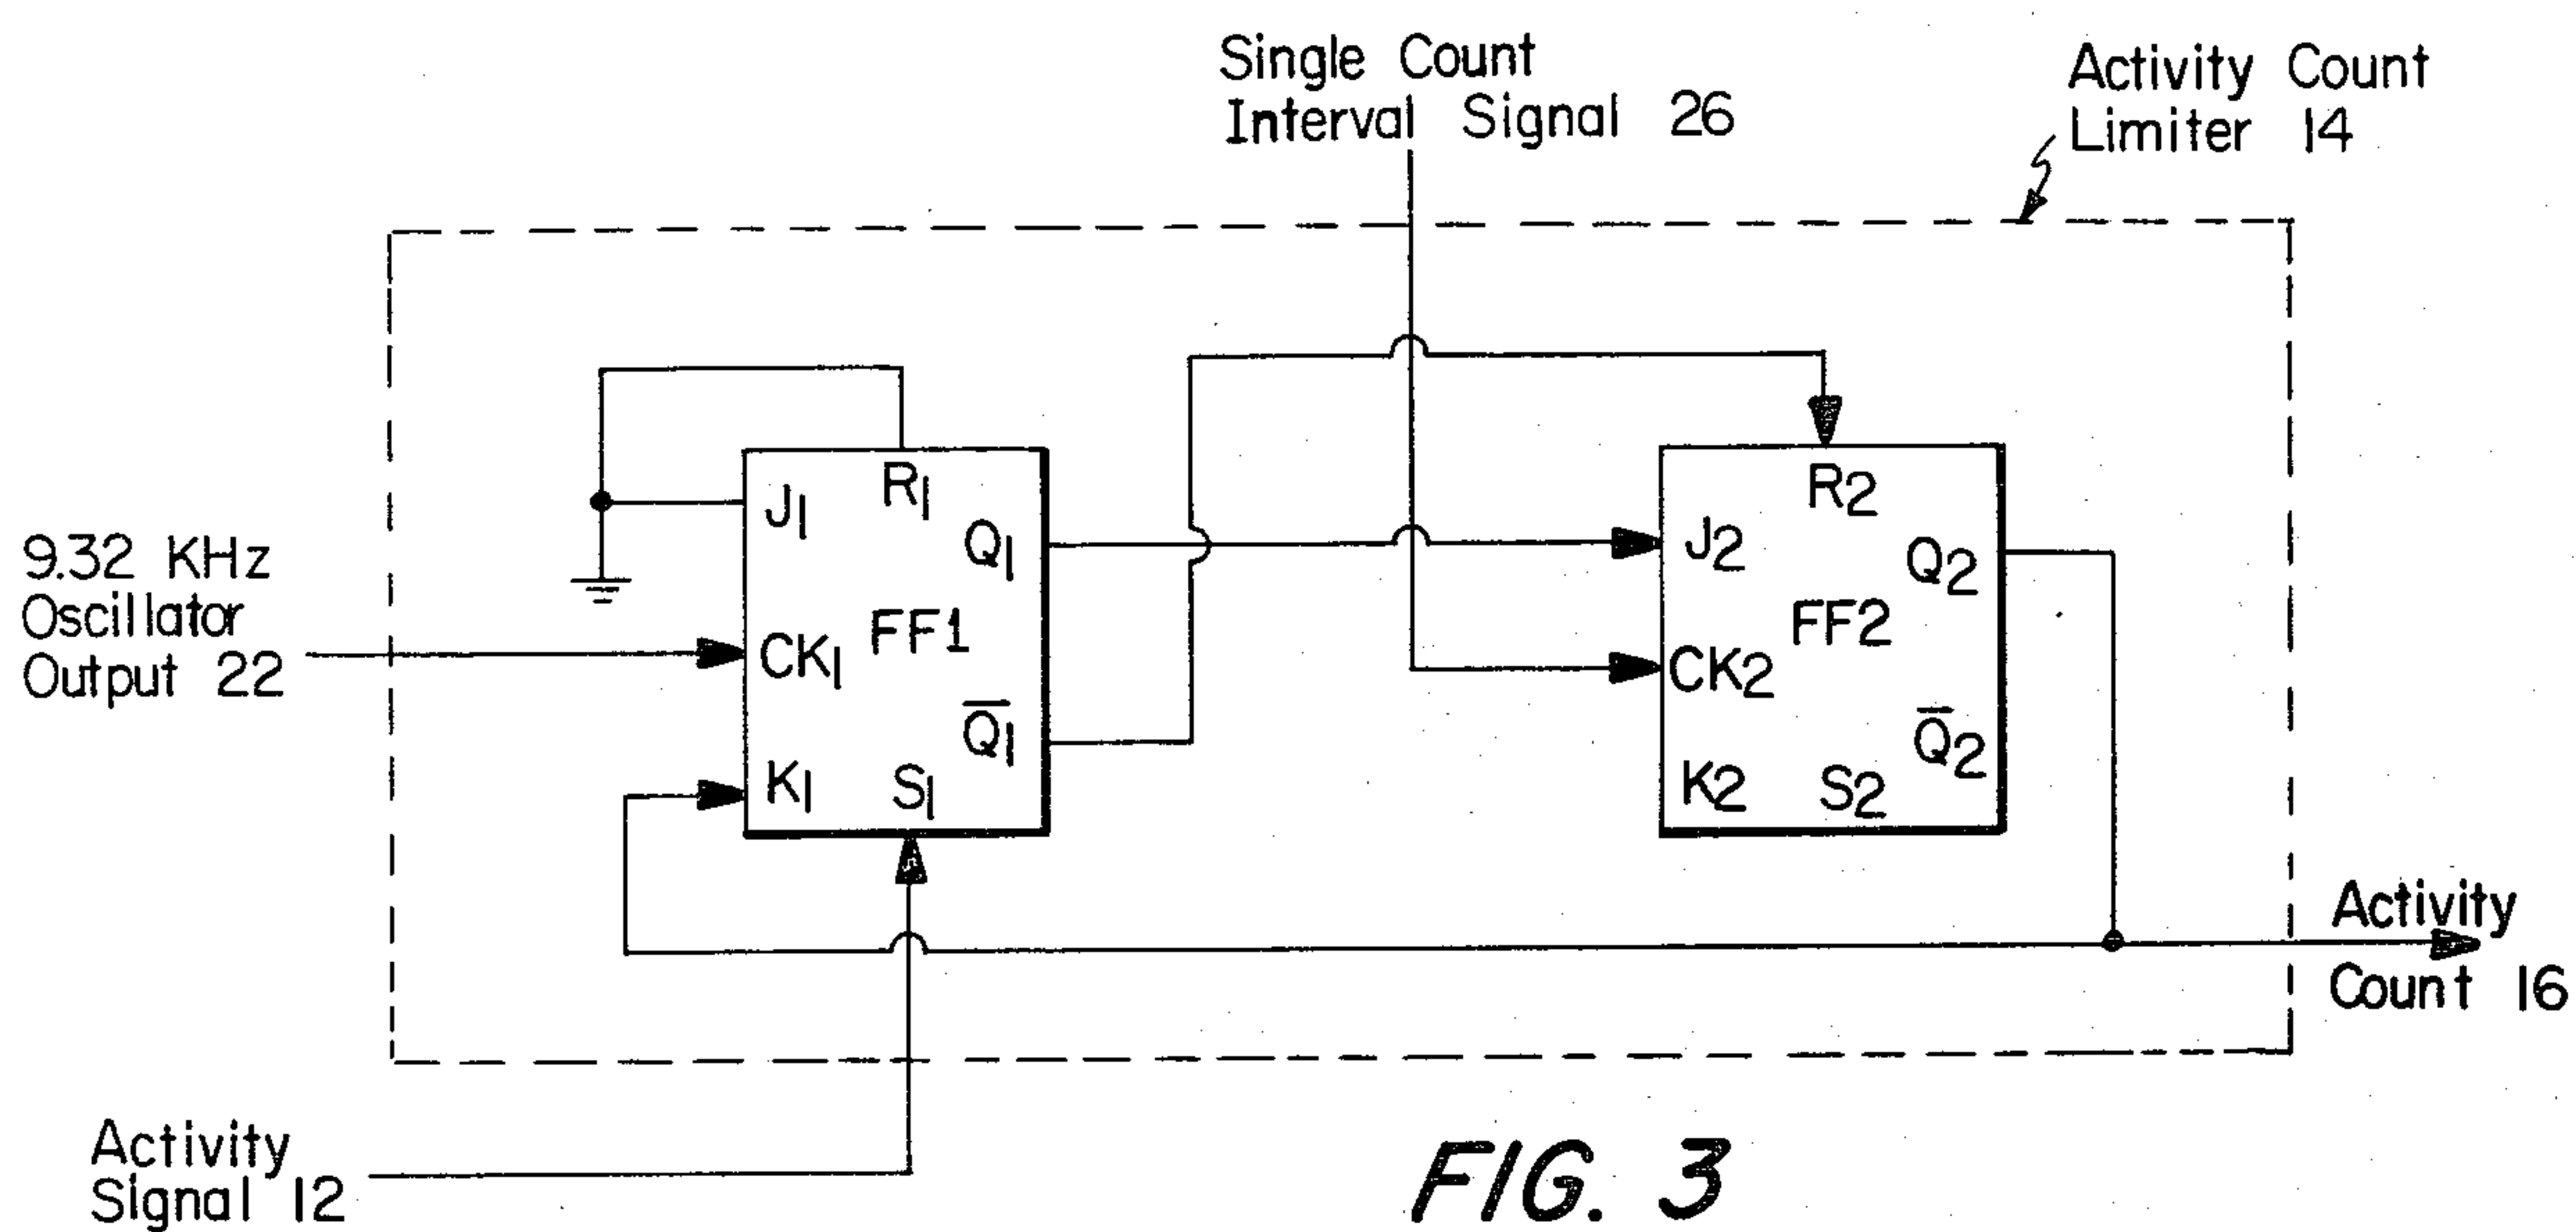 Single Count
Interval Signal 26
Activity Count
Limiter 14
9.32 KHz
Oscillator
Output 22
J1
R1
Q1
CK1
FF1
Q̅1
K1
S1
R2
J2
Q2
FF2
CK2
Q̅2
K2
S2
Activity
Count 16
Activity
Signal 12
FIG. 3